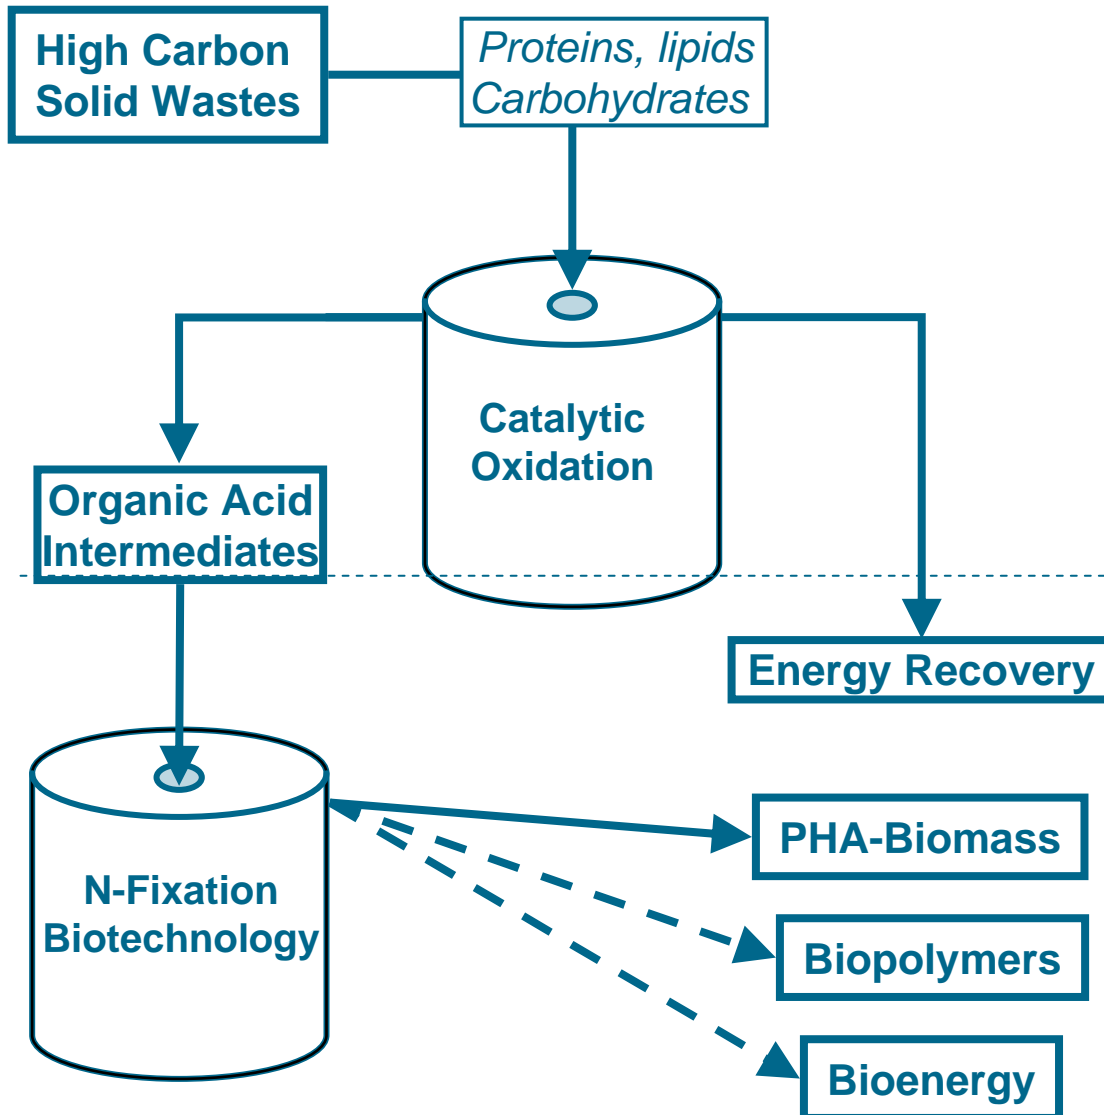 High Carbon
Solid Wastes
Proteins, lipids
Carbohydrates
Catalytic
Oxidation
Organic Acid
Intermediates
Energy Recovery
N-Fixation
Biotechnology
PHA-Biomass
Biopolymers
Bioenergy